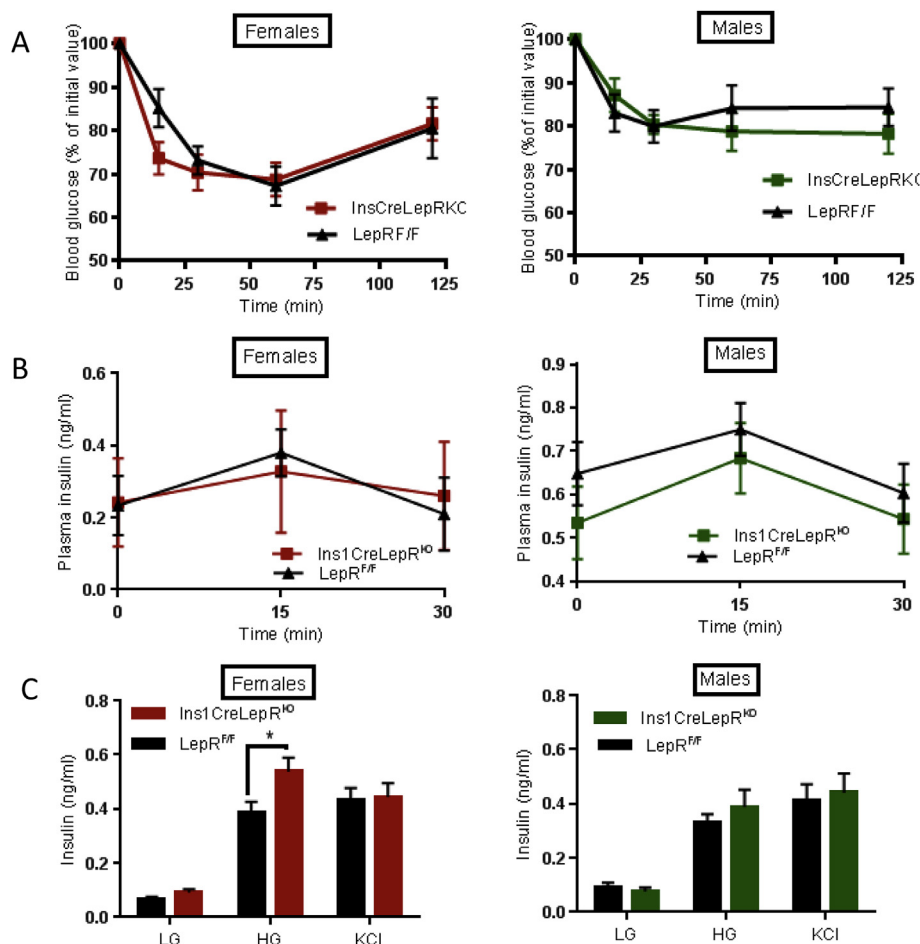 A
Females
Blood glucose (% of initial value)
100
90
80
70
60
50
InsCreLepRKC
LepRF/F
0 25 50 75 100 125
Time (min)
Males
Blood glucose (%of initial value)
100
90
80
70
60
50
InsCreLepRK(
LepRF/F
0 25 50 75 100 125
Time (min)
B
Females
Plasma insulin (ng/ml)
0.6
0.4
0.2
0.0
Ins1CreLepRKO
LepRF/F
0 15 30
Time (min)
Males
Plasma insulin (ng/ml)
0.9
0.8
0.7
0.6
0.5
0.4
Ins1CreLepRKO
LepRF/F
0 15 30
Time (min)
C
Females
Insulin (ng/ml)
0.8
0.6
0.4
0.2
0.0
Ins1CreLepRKO
LepRF/F
*
LG HG KCl
Males
Insulin (ng/ml)
0.8
0.6
0.4
0.2
0.0
Ins1CreLepRKO
LepRF/F
LG HG KCl